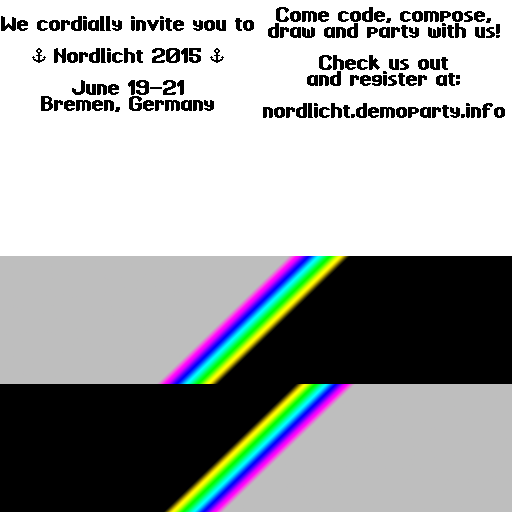 We cordially invite you to
⚓ Nordlicht 2015 ⚓
June 19-21
Bremen, Germany
Come code, compose,
draw and party with us!
Check us out
and register at:
nordlicht.demoparty.info